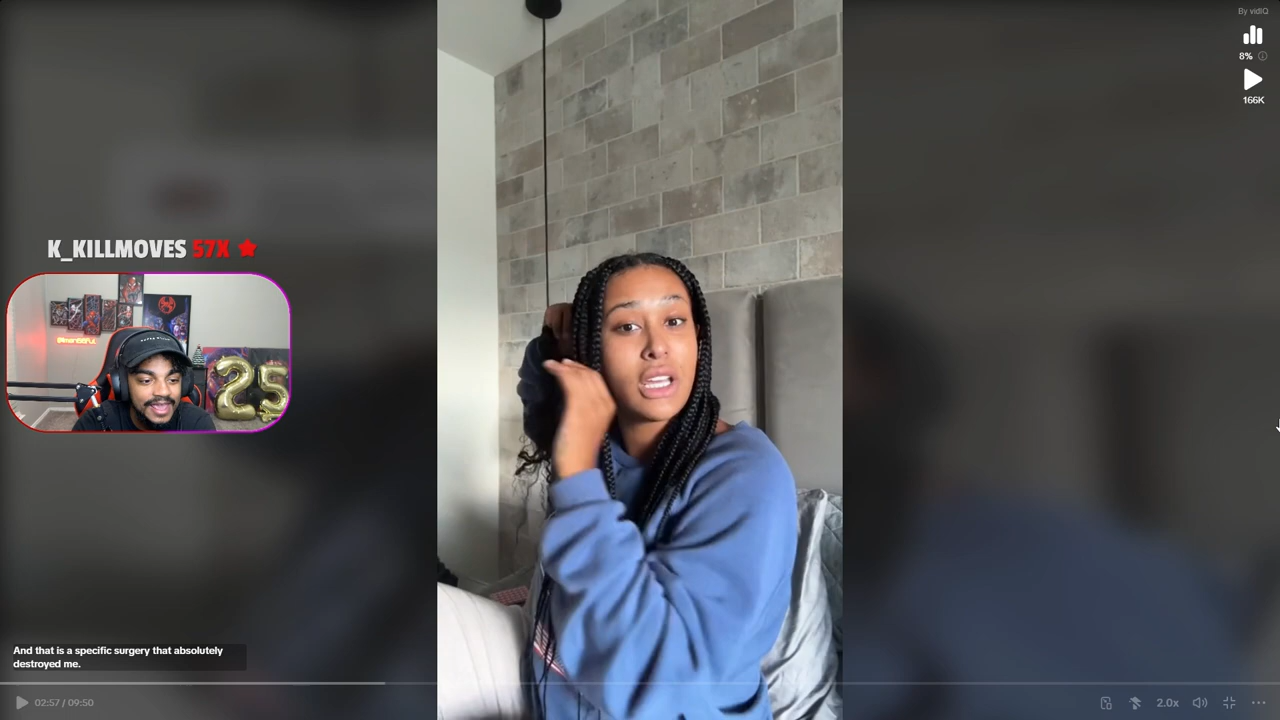 By vidIQ
8%
166K
K_KILLMOVES 57X
25
And that is a specific surgery that absolutely
destroyed me.
02:57 / 09:50
2.0x